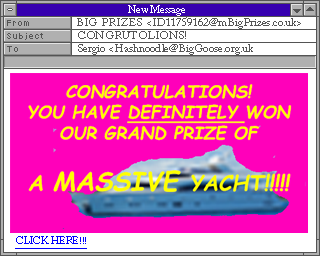 New Message
From BIG PRIZES <ID11759162@mBigPrizes.co.uk>
Subject CONGRUTOLIONS!
To Sergio <Hashnoodle@BigGoose.org.uk
CONGRATULATIONS!
YOU HAVE DEFINITELY WON
OUR GRAND PRIZE OF
A MASSIVE YACHT!!!!!
CLICK HERE!!!